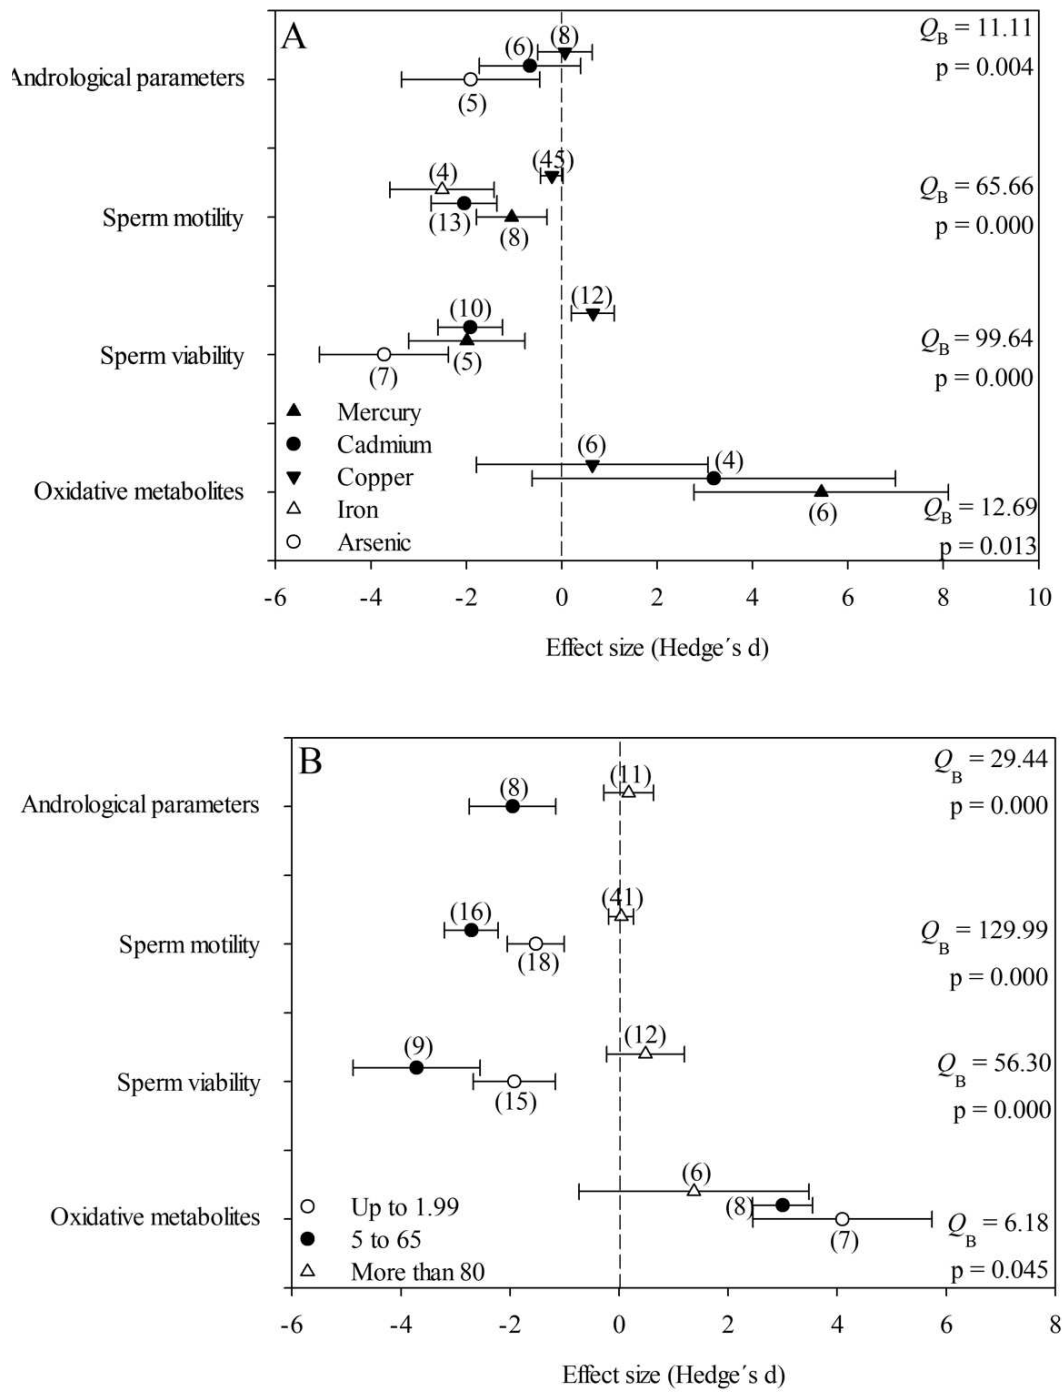 A
(8)
(6)
Andrological parameters
(5)
Q_B = 11.11
p = 0.004
(45)
(4)
Sperm motility
(13)
(8)
Q_B = 65.66
p = 0.000
(12)
(10)
Sperm viability
(5)
(7)
Q_B = 99.64
p = 0.000
Mercury
Cadmium
Copper
Iron
Arsenic
(6)
(4)
Oxidative metabolites
(6)
Q_B = 12.69
p = 0.013
-6 -4 -2 0 2 4 6 8 10
Effect size (Hedge´s d)
B
(11)
(8)
Andrological parameters
Q_B = 29.44
p = 0.000
(41)
(16)
Sperm motility
(18)
Q_B = 129.99
p = 0.000
(12)
(9)
Sperm viability
(15)
Q_B = 56.30
p = 0.000
(6)
(8)
Oxidative metabolites
(7)
Q_B = 6.18
p = 0.045
Up to 1.99
5 to 65
More than 80
-6 -4 -2 0 2 4 6 8
Effect size (Hedge´s d)